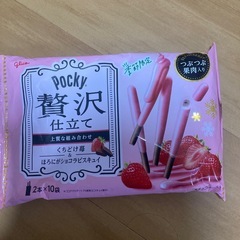 Glico
Pocky
贅沢
仕立て
上質な組み合わせ
くちどけ苺
&
ほろにがショコラビスキュイ
2本×10袋
季節限定
つぶつぶ
果肉入り